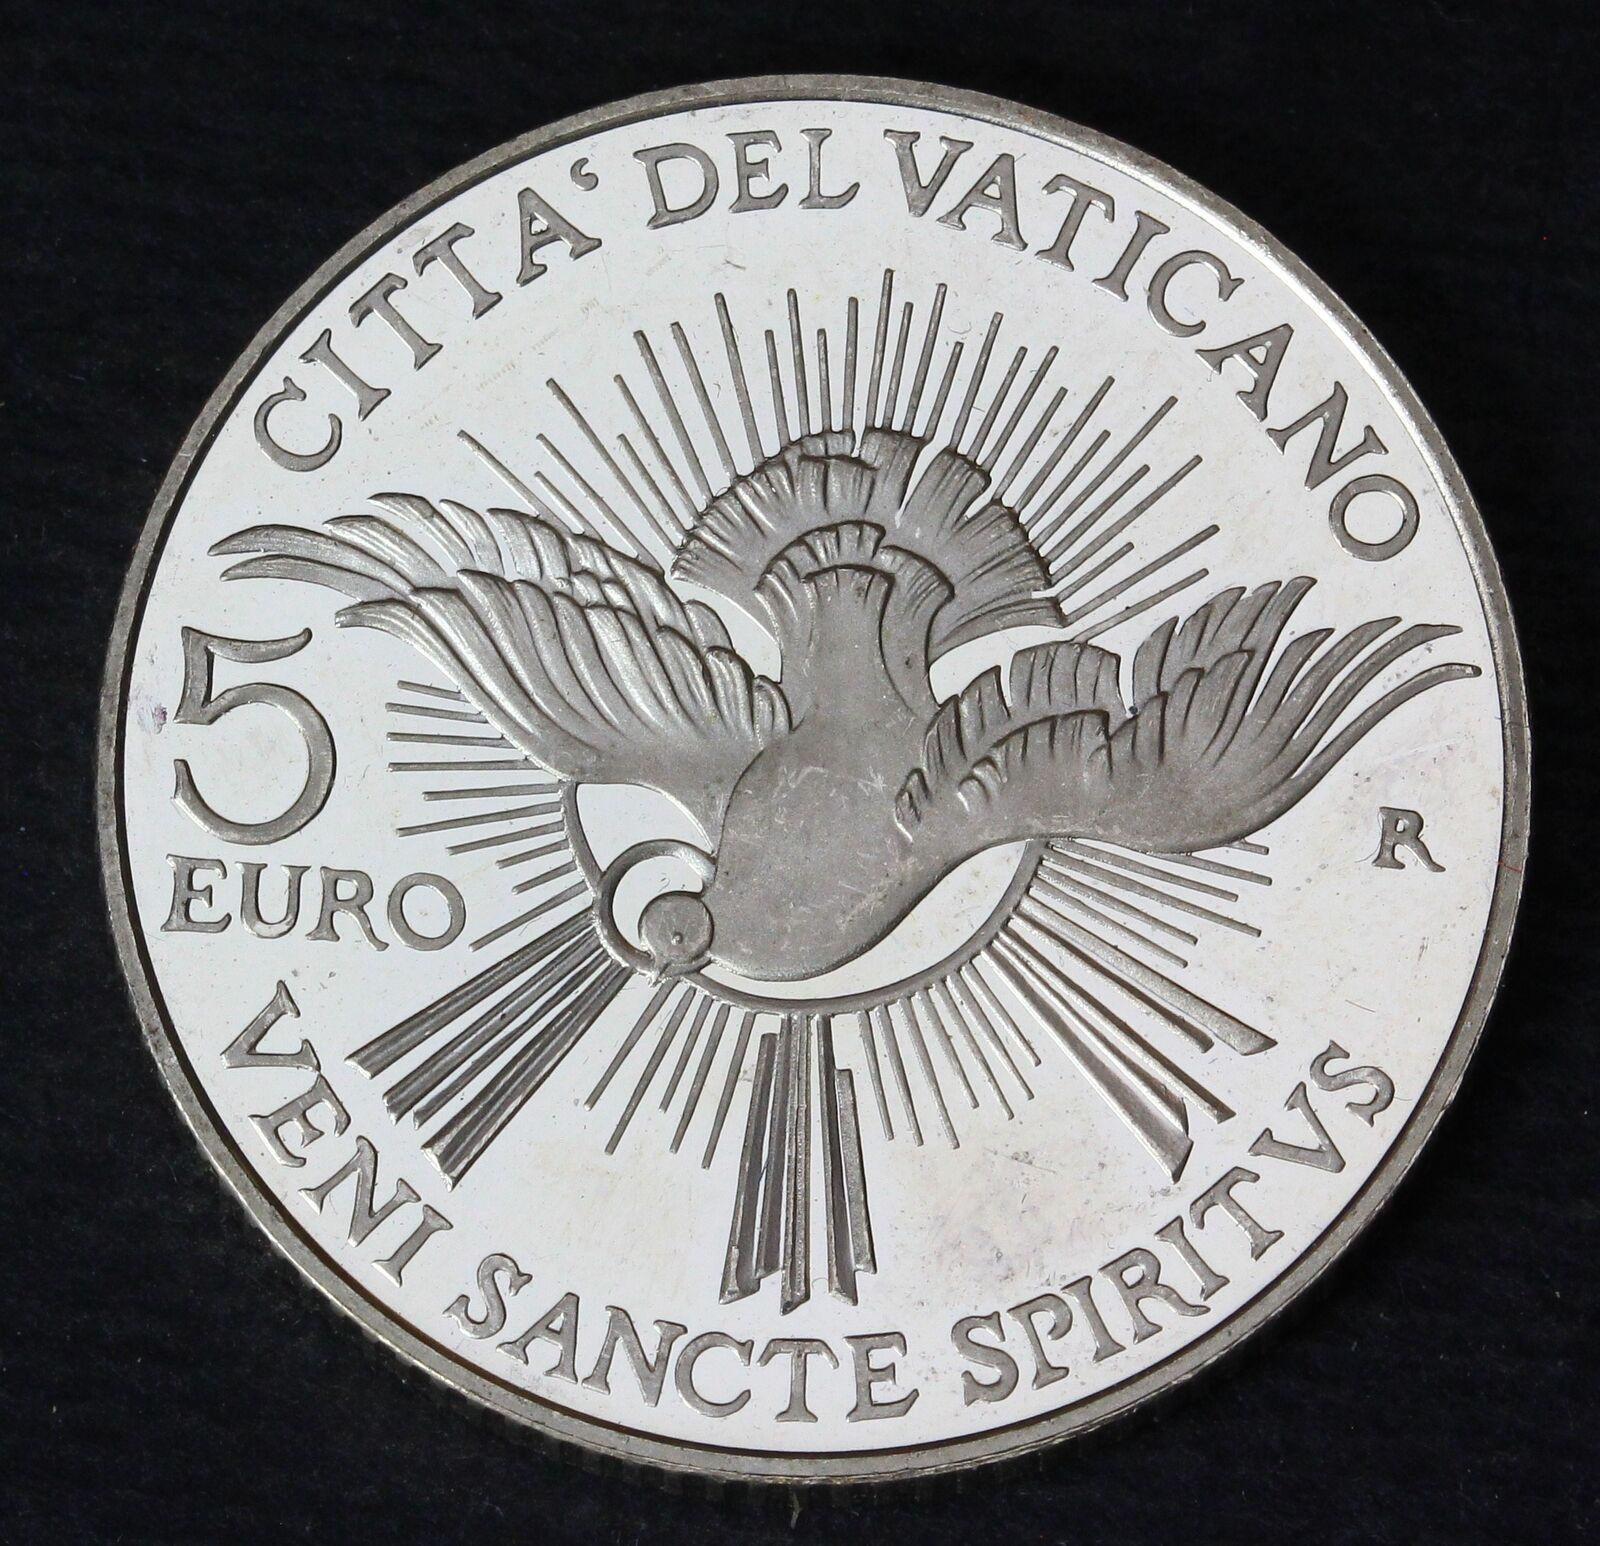 CITTA' DEL VATICANO
5
EURO
R
VENI SANCTE SPIRITVS